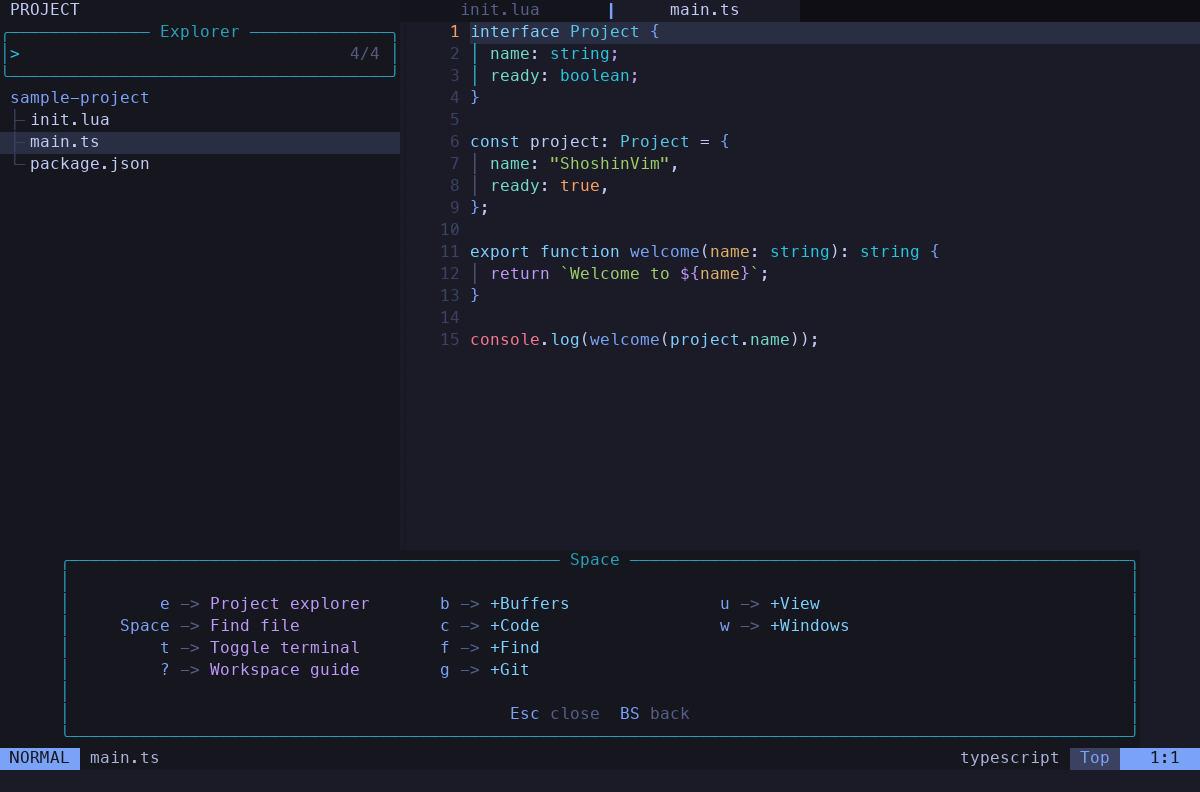 PROJECT
Explorer
> 4/4
sample-project
init.lua
main.ts
package.json
init.lua main.ts
1 interface Project {
2 name: string;
3 ready: boolean;
4 }
5
6 const project: Project = {
7 name: "ShoshinVim",
8 ready: true,
9 };
10
11 export function welcome(name: string): string {
12 return `Welcome to ${name}`;
13 }
14
15 console.log(welcome(project.name));
Space
e -> Project explorer b -> +Buffers u -> +View
Space -> Find file c -> +Code w -> +Windows
t -> Toggle terminal f -> +Find
? -> Workspace guide g -> +Git
Esc close BS back
NORMAL main.ts typescript Top 1:1